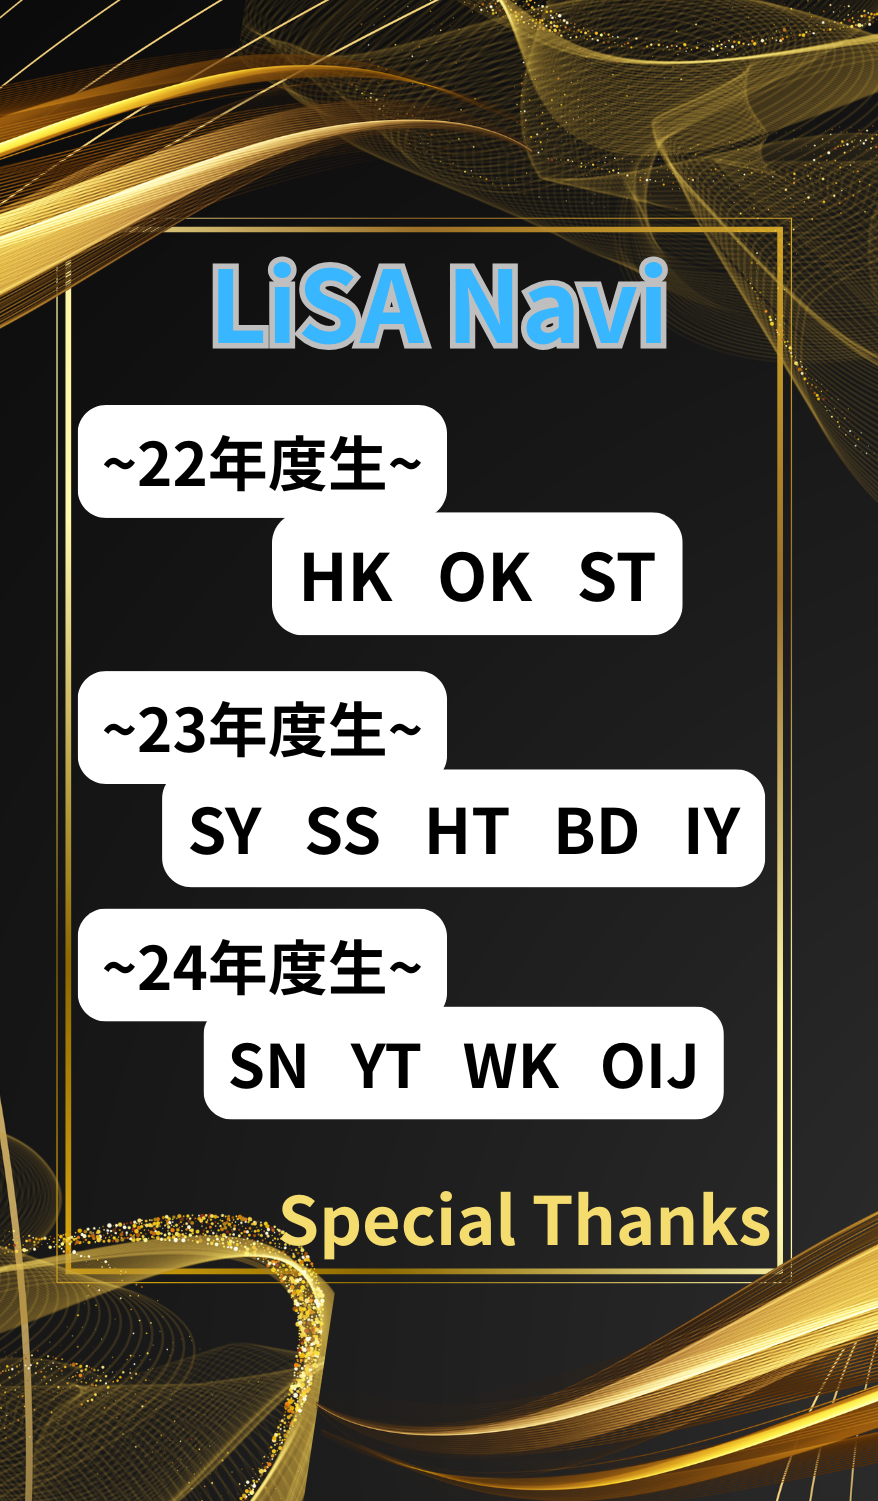 LiSA Navi
~22年度生~
HK OK ST
~23年度生~
SY SS HT BD IY
~24年度生~
SN YT WK OIJ
Special Thanks